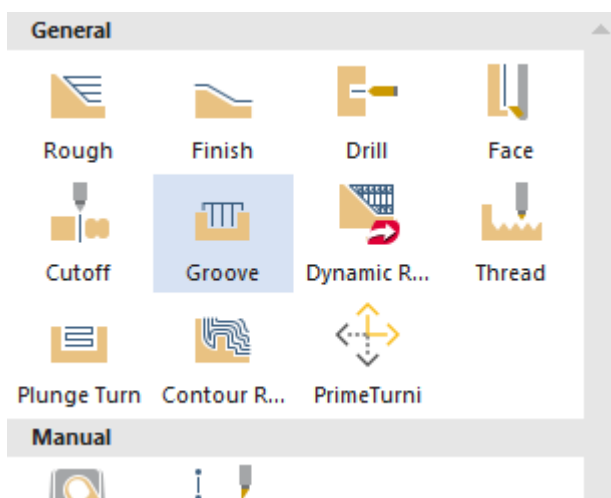 General
Rough Finish Drill Face
Cutoff Groove Dynamic R... Thread
Plunge Turn Contour R... PrimeTurni
Manual